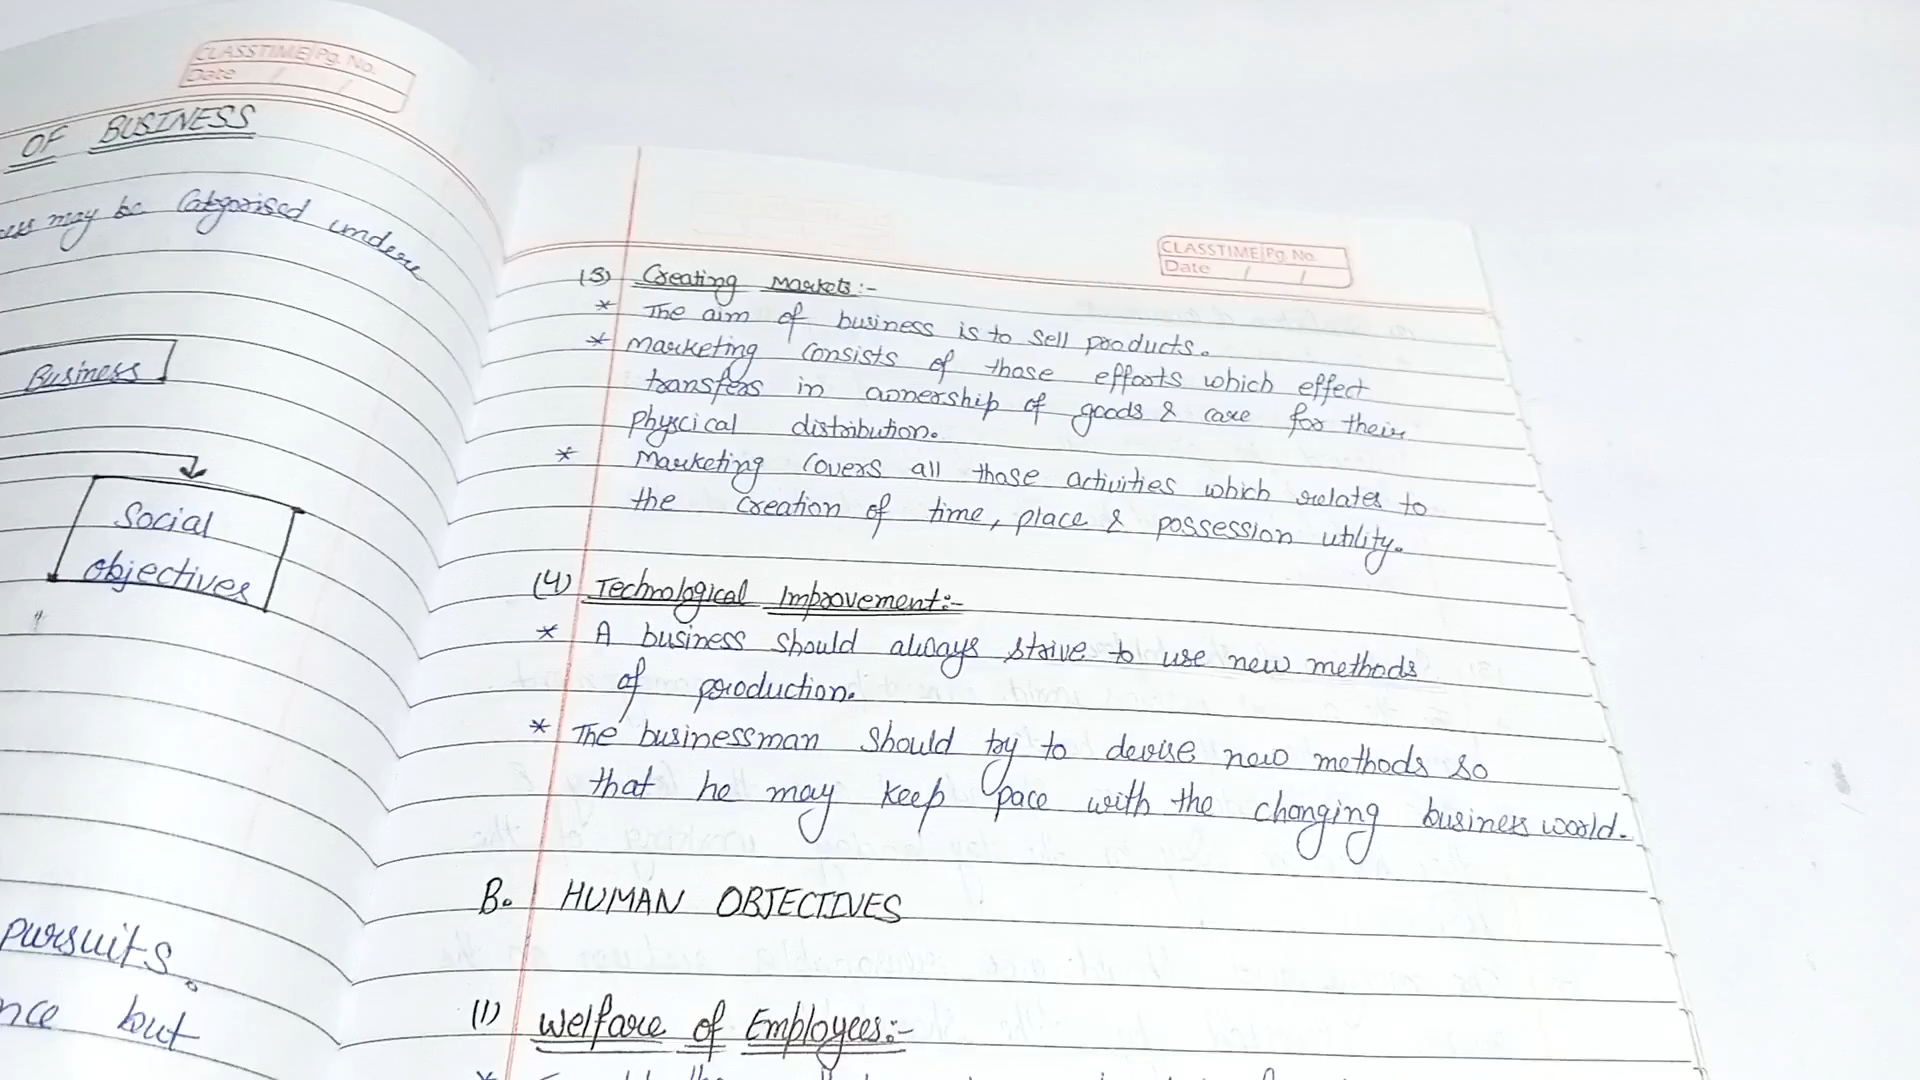 CLASSTIME Pg. No.
Date / /
OF BUSINESS
may be Categorised under
Business
Social
objectives
pursuits.
nce but
CLASSTIME Pg. No.
Date / /
(3) Creating Markets:-
* The aim of business is to sell products.
* Marketing consists of those efforts which effect
transfers in ownership of goods & care for their
Physcical distribution.
* Marketing Covers all those activities which relates to
the creation of time, place & possession utility.
(4) Technological Improvement:-
* A business should always strive to use new methods
of production.
* The businessman should try to devise new methods so
that he may keep pace with the changing business world.
B. HUMAN OBJECTIVES
(1) Welfare of Employees:-